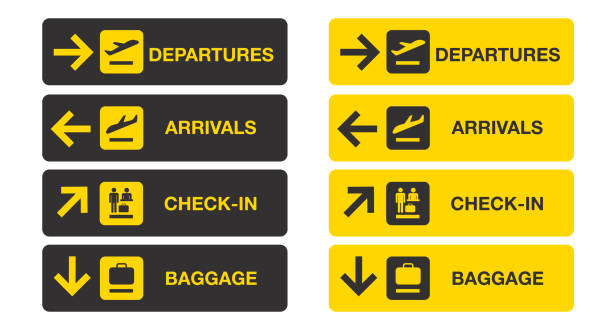 DEPARTURES
ARRIVALS
CHECK-IN
BAGGAGE
DEPARTURES
ARRIVALS
CHECK-IN
BAGGAGE